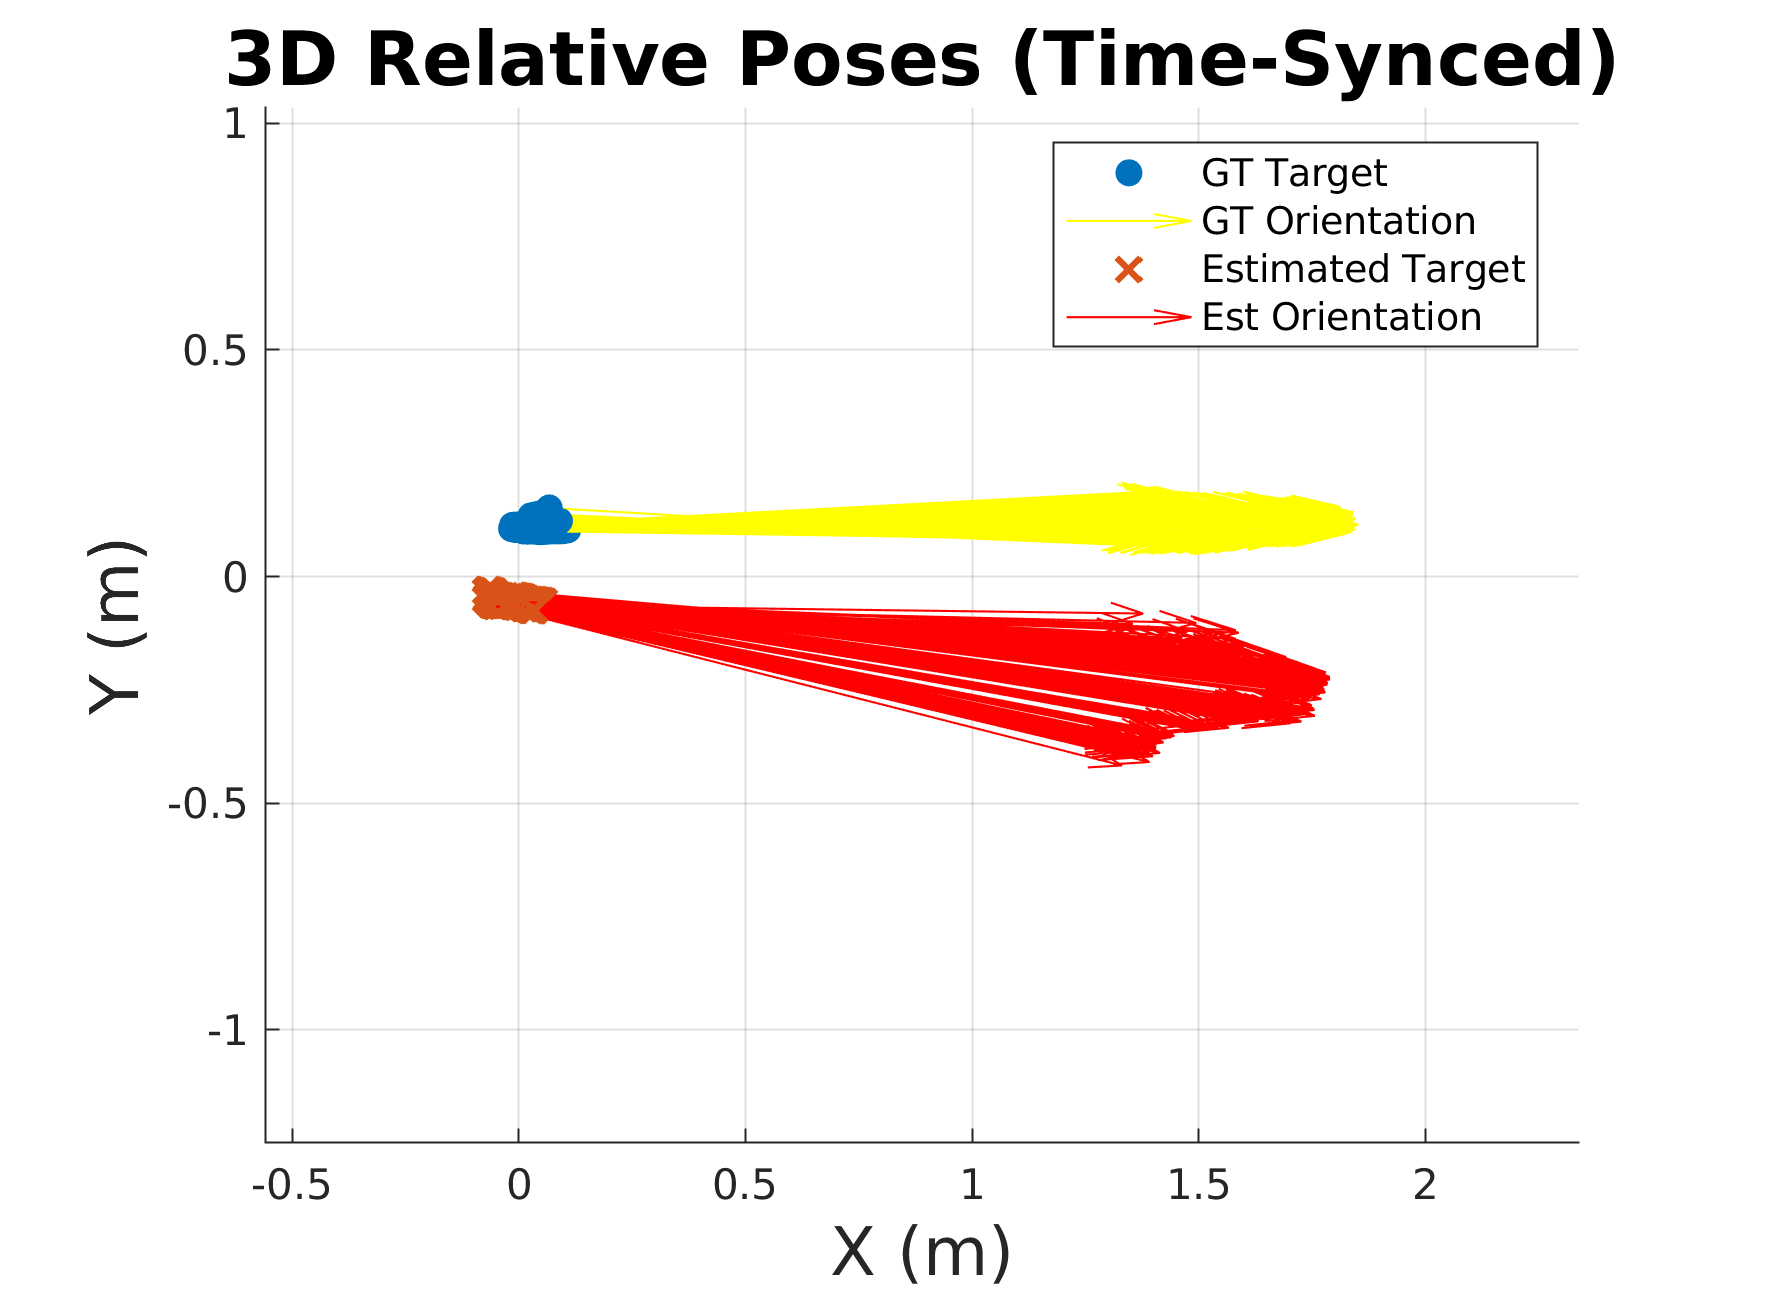 3D Relative Poses (Time-Synced)
1
0.5
0
-0.5
-1
Y (m)
GT Target
GT Orientation
Estimated Target
Est Orientation
-0.5 0 0.5 1 1.5 2
X (m)